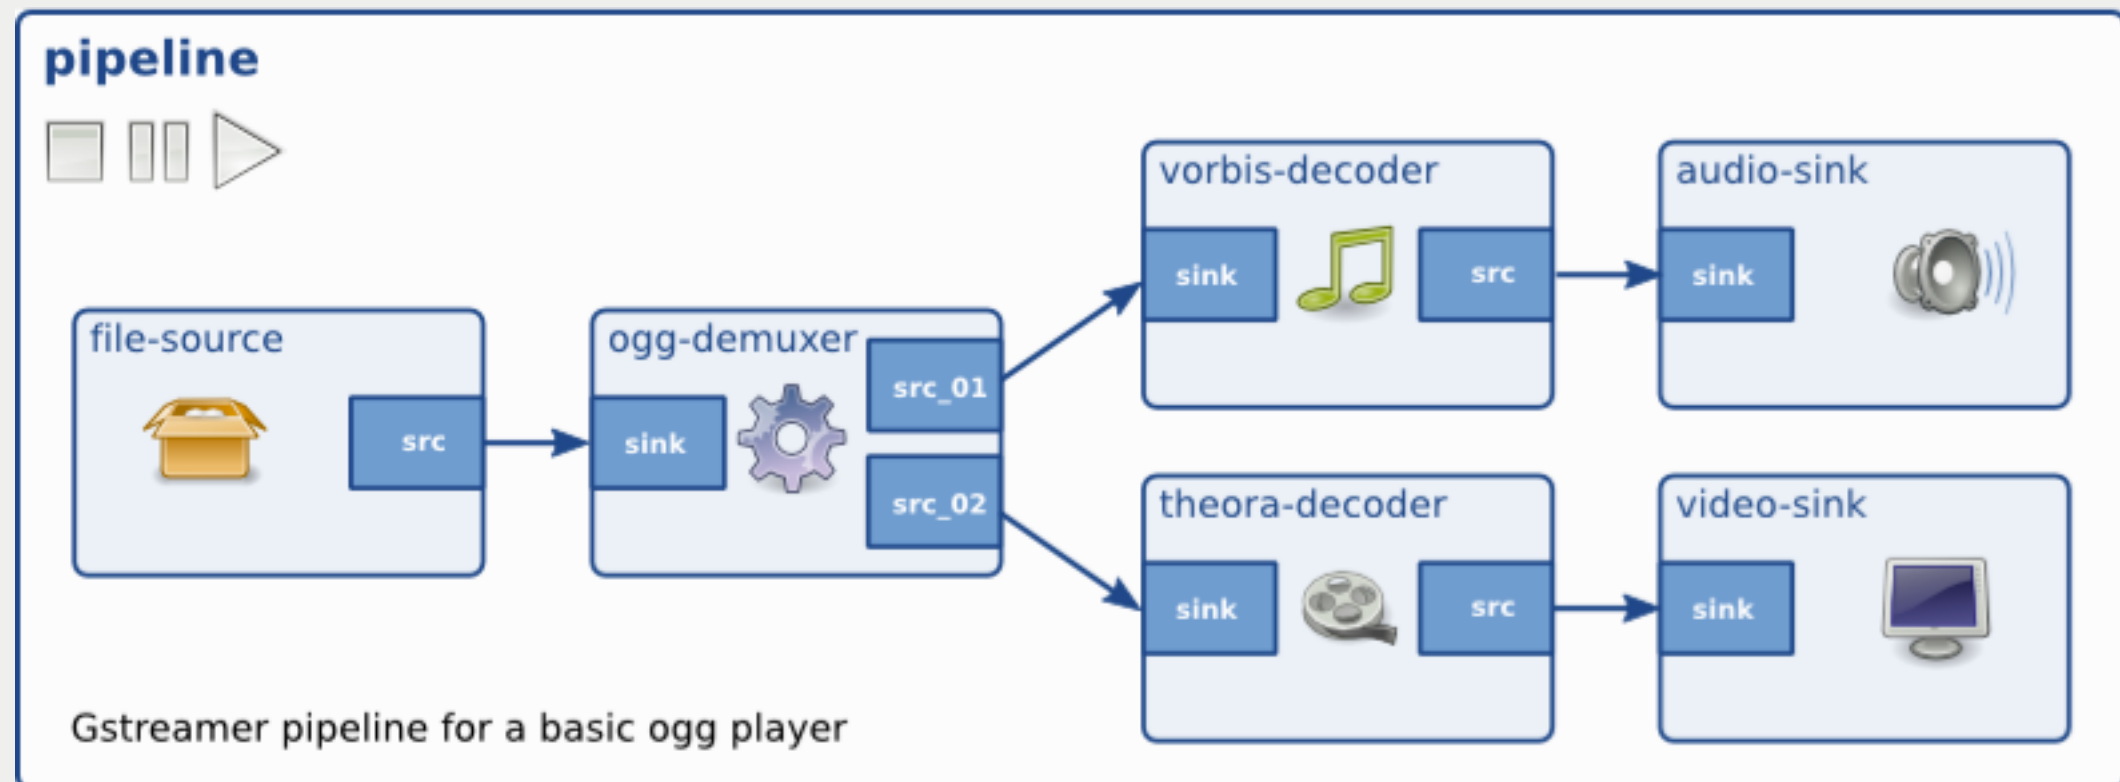 pipeline
file-source
src
ogg-demuxer
sink
src_01
src_02
vorbis-decoder
sink
src
audio-sink
sink
theora-decoder
sink
src
video-sink
sink
Gstreamer pipeline for a basic ogg player